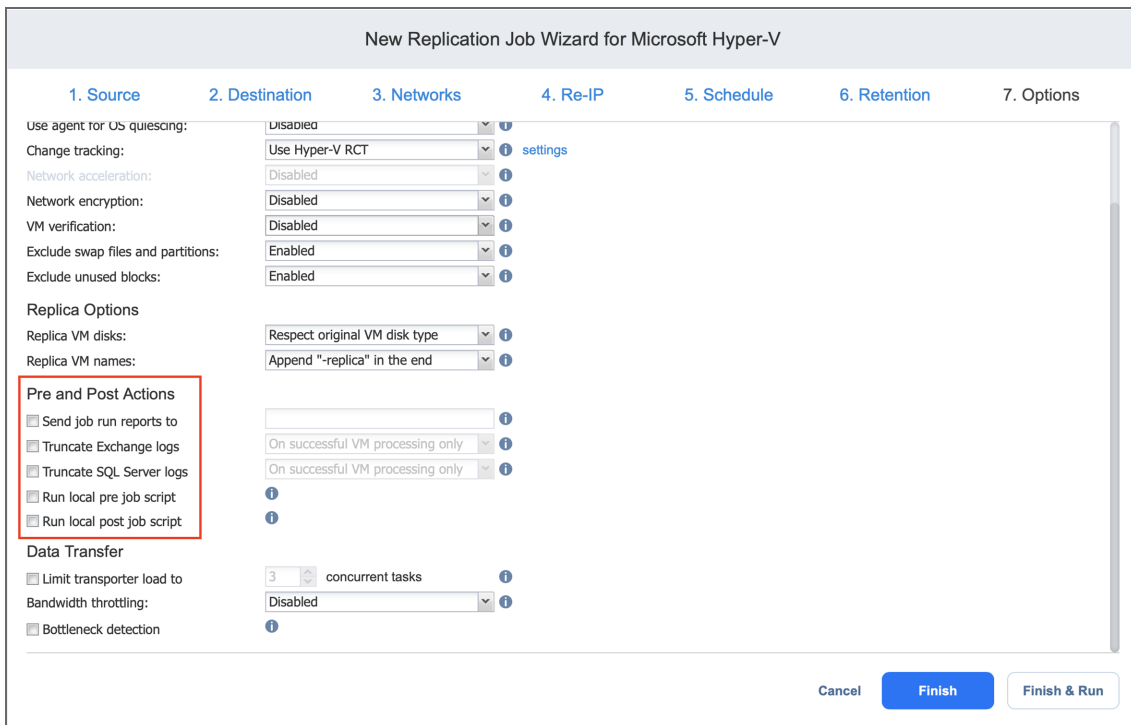 New Replication Job Wizard for Microsoft Hyper-V
1. Source 2. Destination 3. Networks 4. Re-IP 5. Schedule 6. Retention 7. Options
Use agent for OS quiescing: Disabled
Change tracking: Use Hyper-V RCT settings
Network acceleration: Disabled
Network encryption: Disabled
VM verification: Disabled
Exclude swap files and partitions: Enabled
Exclude unused blocks: Enabled
Replica Options
Replica VM disks: Respect original VM disk type
Replica VM names: Append "-replica" in the end
Pre and Post Actions
Send job run reports to
Truncate Exchange logs On successful VM processing only
Truncate SQL Server logs On successful VM processing only
Run local pre job script
Run local post job script
Data Transfer
Limit transporter load to 3 concurrent tasks
Bandwidth throttling: Disabled
Bottleneck detection
Cancel Finish Finish & Run